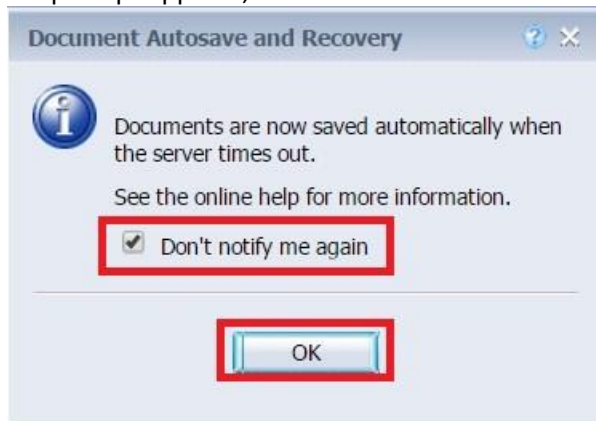 Document Autosave and Recovery
Documents are now saved automatically when
the server times out.
See the online help for more information.
Don't notify me again
OK